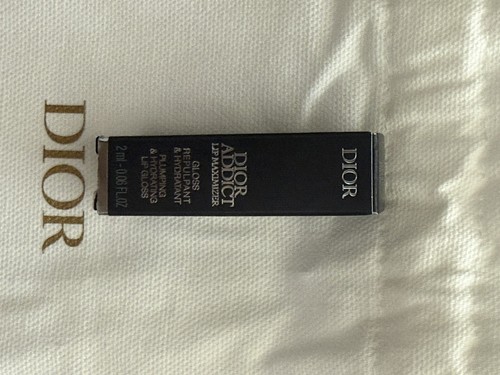 DIOR
DIOR
ADDICT
LIP MAXIMIZER
GLOSS
REPULPANT
& HYDRATANT
PLUMPING
& HYDRATING
LIP GLOSS
2 ml - 0.06 FL.OZ
DIOR